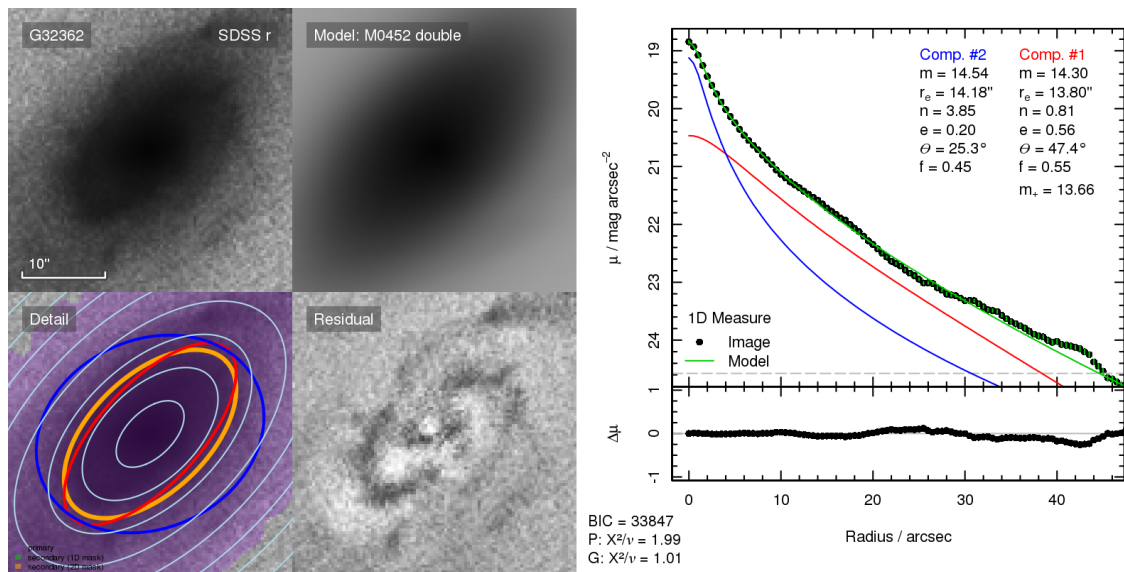 G32362
SDSS r
10"
Model: M0452 double
Detail
primary
secondary (1D mask)
secondary (2D mask)
Residual
μ / mag arcsec⁻²
19
20
21
22
23
24
Comp. #2
m = 14.54
rₑ = 14.18"
n = 3.85
e = 0.20
Θ = 25.3°
f = 0.45
Comp. #1
m = 14.30
rₑ = 13.80"
n = 0.81
e = 0.56
Θ = 47.4°
f = 0.55
m₊ = 13.66
1D Measure
Image
Model
Δμ
1
0
-1
0
10
20
30
40
Radius / arcsec
BIC = 33847
P: X²/ν = 1.99
G: X²/ν = 1.01